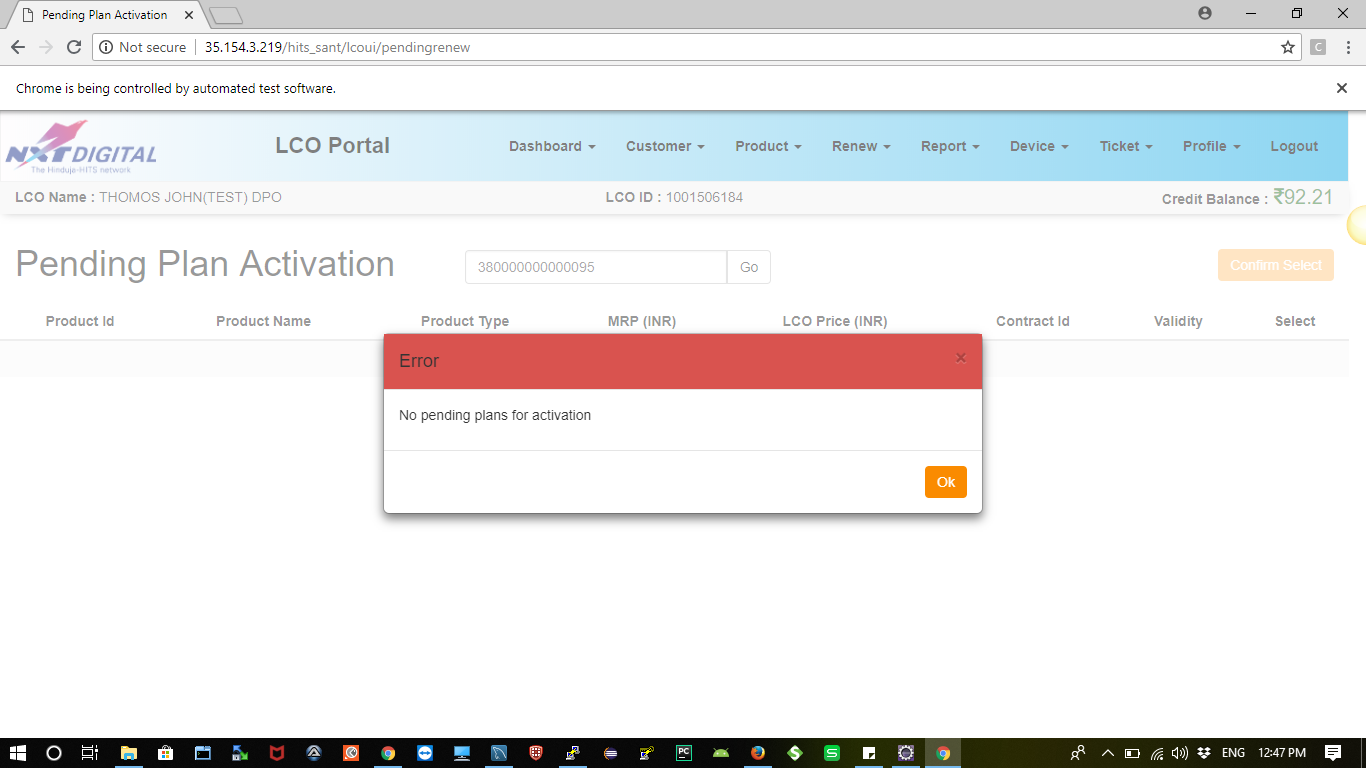 Pending Plan Activation
Not secure 35.154.3.219/hits_sant/lcoui/pendingrenew
C
Chrome is being controlled by automated test software.
NXTDIGITAL
The Hinduja-HITS network
LCO Portal
Dashboard Customer Product Renew Report Device Ticket Profile Logout
LCO Name : THOMOS JOHN(TEST) DPO LCO ID : 1001506184 Credit Balance : ₹92.21
Pending Plan Activation 380000000000095 Go Confirm Select
Product Id Product Name Product Type MRP (INR) LCO Price (INR) Contract Id Validity Select
Error ×
No pending plans for activation
Ok
PC S ENG 12:47 PM